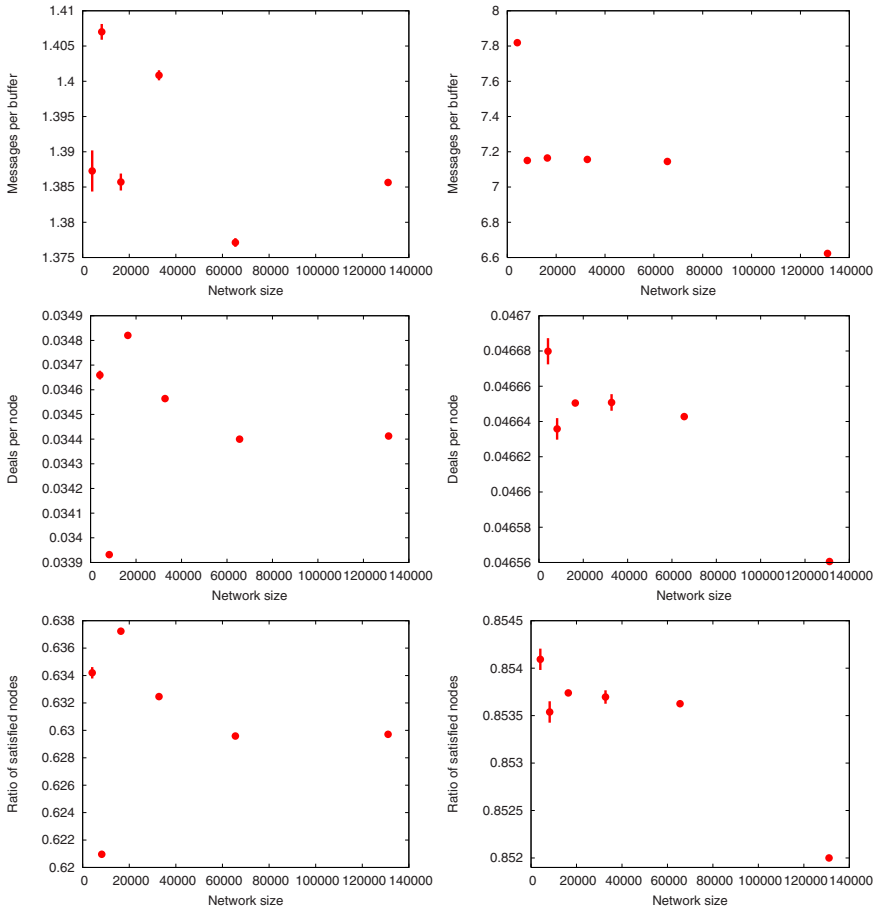 Messages per buffer
1.41
1.405
1.4
1.395
1.39
1.385
1.38
1.375
0 20000 40000 60000 80000 100000 120000 140000
Network size
Messages per buffer
8
7.8
7.6
7.4
7.2
7
6.8
6.6
0 20000 40000 60000 80000 100000 120000 140000
Network size
Deals per node
0.0349
0.0348
0.0347
0.0346
0.0345
0.0344
0.0343
0.0342
0.0341
0.034
0.0339
0 20000 40000 60000 80000 100000 120000 140000
Network size
Deals per node
0.0467
0.04668
0.04666
0.04664
0.04662
0.0466
0.04658
0.04656
0 20000 40000 60000 80000 100000 120000 140000
Network size
Ratio of satisfied nodes
0.638
0.636
0.634
0.632
0.63
0.628
0.626
0.624
0.622
0.62
0 20000 40000 60000 80000 100000 120000 140000
Network size
Ratio of satisfied nodes
0.8545
0.854
0.8535
0.853
0.8525
0.852
0 20000 40000 60000 80000 100000 120000 140000
Network size